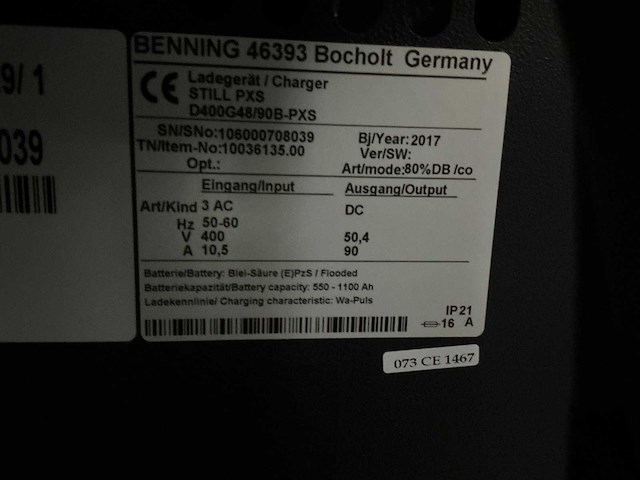 9/ 1
039
BENNING 46393 Bocholt Germany
CE Ladegerät / Charger
STILL PXS
D400G48/90B-PXS
SN/SNo:106000708039 Bj/Year: 2017
TN/Item-No:10036135.00 Ver/SW:
Opt.: Art/mode:80%DB /co
Eingang/Input Ausgang/Output
Art/Kind 3 AC DC
Hz 50-60
V 400 50,4
A 10,5 90
Batterie/Battery: Blei-Säure (E)PzS / Flooded
Batteriekapazität/Battery capacity: 550 - 1100 Ah
Ladekennlinie/ Charging characteristic: Wa-Puls
IP 21
16 A
073 CE 1467